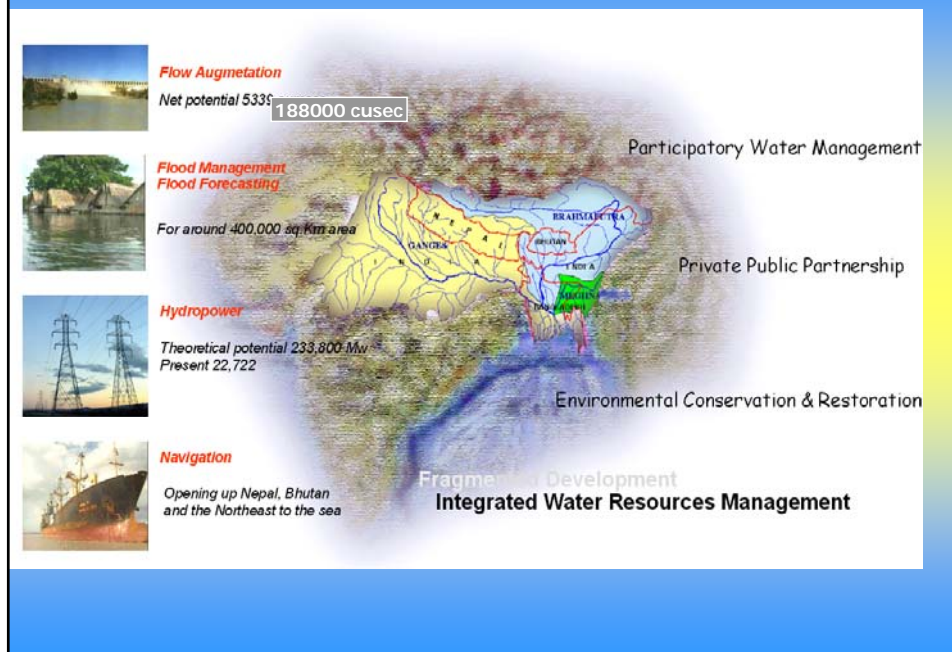 Flow Augmetation
Net potential 5339
188000 cusec
Flood Management
Flood Forecasting
For around 400,000 sq.Km area
Hydropower
Theoretical potential 233,800 Mw
Present 22,722
Navigation
Opening up Nepal, Bhutan
and the Northeast to the sea
NEPAL
GANGES
INDIA
BRAHMAPUTRA
BHUTAN
INDIA
MEGHNA
Participatory Water Management
Private Public Partnership
Environmental Conservation & Restoration
Fragmented Development
Integrated Water Resources Management